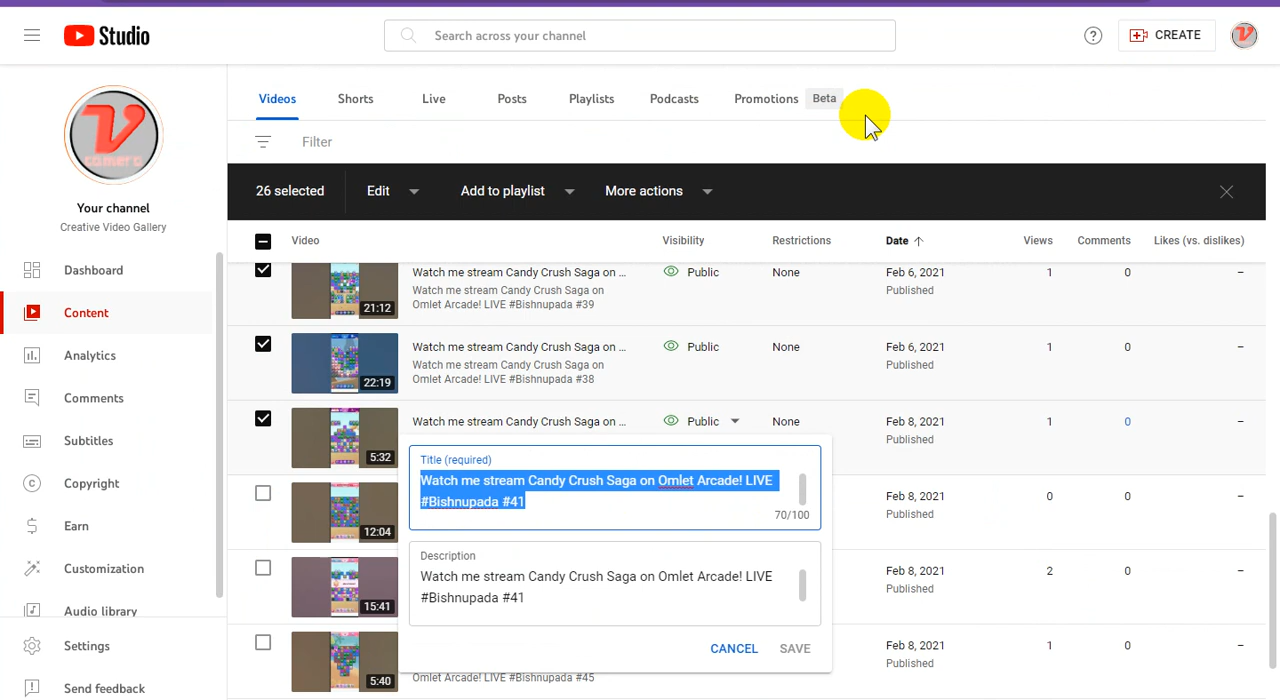 Studio
Search across your channel
?
CREATE
V
V
GAMERS
Your channel
Creative Video Gallery
Dashboard
Content
Analytics
Comments
Subtitles
Copyright
Earn
Customization
Audio library
Settings
Send feedback
Videos
Shorts
Live
Posts
Playlists
Podcasts
Promotions
Beta
Filter
26 selected
Edit
Add to playlist
More actions
Video
Visibility
Restrictions
Date
Views
Comments
Likes (vs. dislikes)
21:12
Watch me stream Candy Crush Saga on ...
Watch me stream Candy Crush Saga on
Omlet Arcade! LIVE #Bishnupada #39
Public
None
Feb 6, 2021
Published
1
0
–
22:19
Watch me stream Candy Crush Saga on ...
Watch me stream Candy Crush Saga on
Omlet Arcade! LIVE #Bishnupada #38
Public
None
Feb 6, 2021
Published
1
0
–
5:32
Watch me stream Candy Crush Saga on ...
Public
None
Feb 8, 2021
Published
1
0
–
Title (required)
Watch me stream Candy Crush Saga on Omlet Arcade! LIVE
#Bishnupada #41
70/100
Description
Watch me stream Candy Crush Saga on Omlet Arcade! LIVE
#Bishnupada #41
CANCEL
SAVE
12:04
Feb 8, 2021
Published
0
0
–
15:41
Feb 8, 2021
Published
2
0
–
5:40
Omlet Arcade! LIVE #Bishnupada #45
Feb 8, 2021
Published
1
0
–